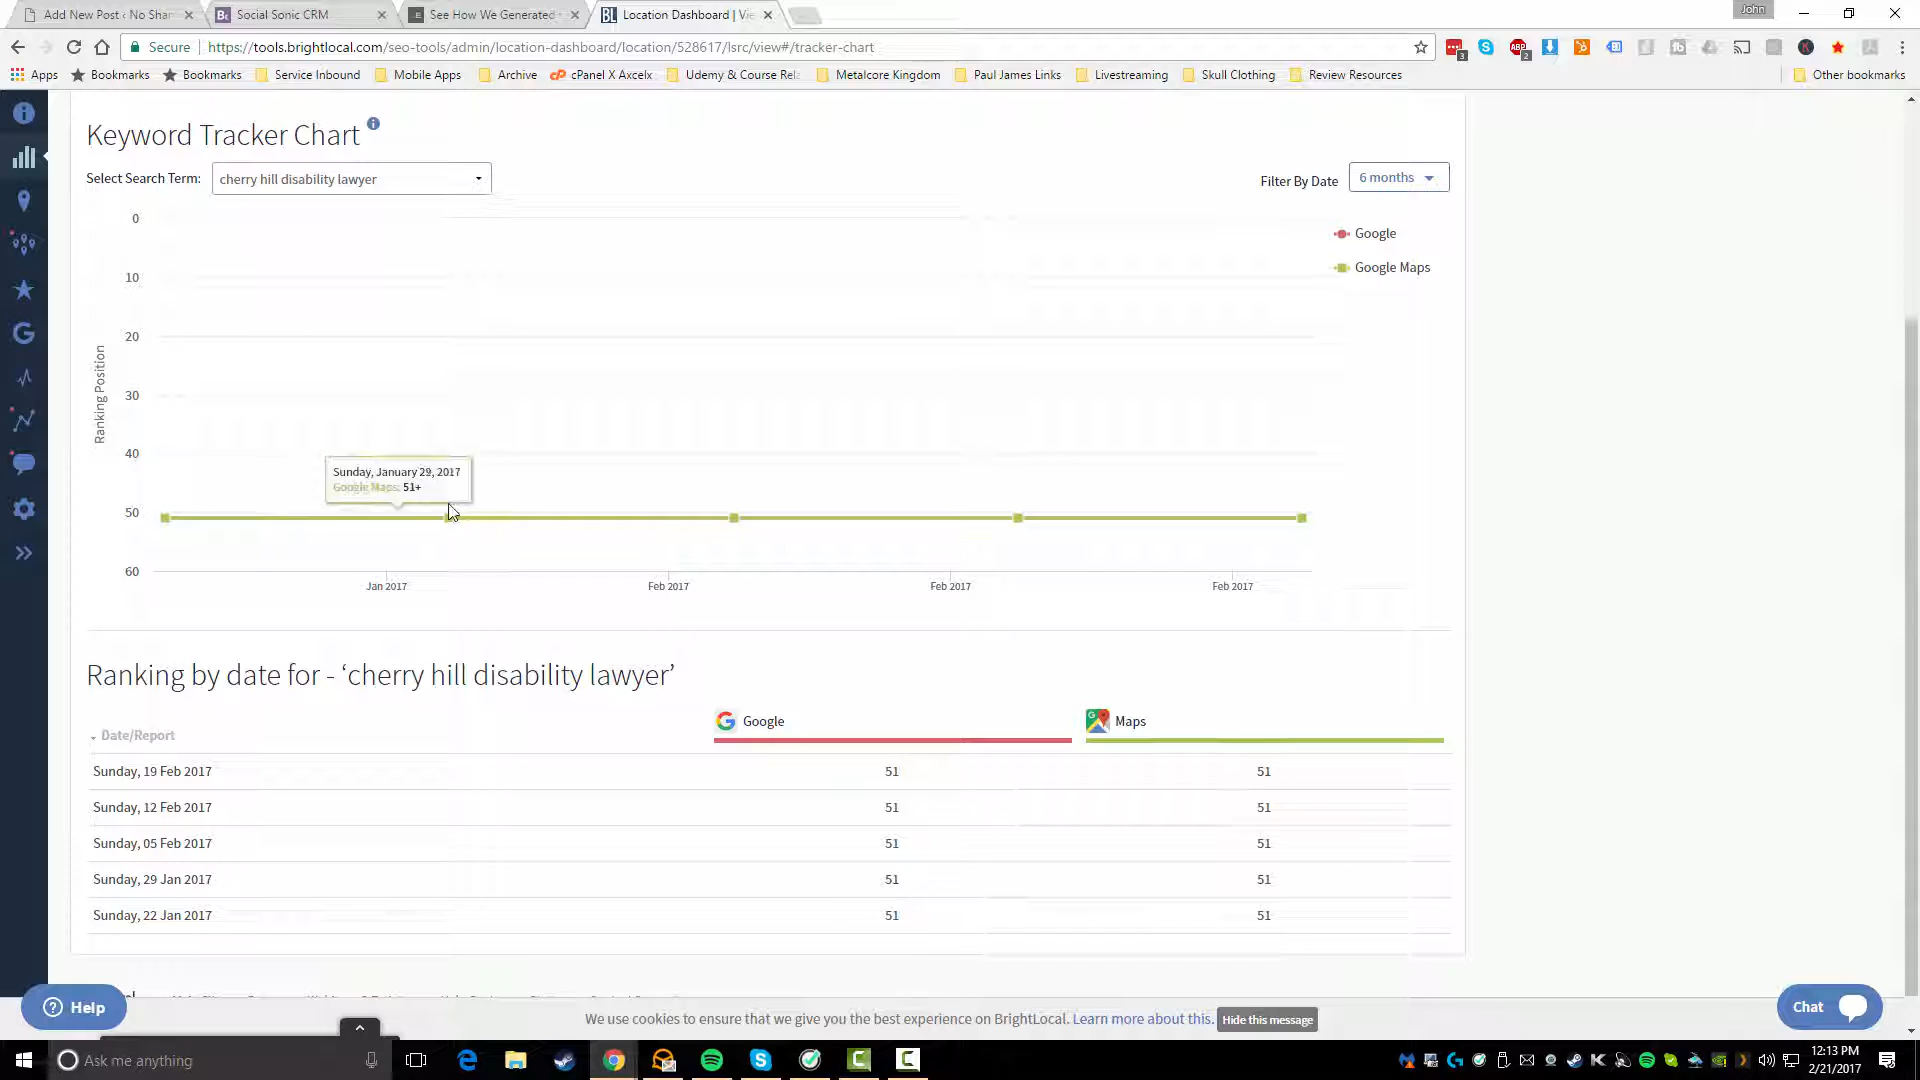 Add New Post ‹ No Shar
Social Sonic CRM
See How We Generated
Location Dashboard | Vie
John
Secure
https://tools.brightlocal.com/seo-tools/admin/location-dashboard/location/528617/lsrc/view#/tracker-chart
Apps
Bookmarks
Bookmarks
Service Inbound
Mobile Apps
Archive
cPanel X Axcelx
Udemy & Course Rel
Metalcore Kingdom
Paul James Links
Livestreaming
Skull Clothing
Review Resources
Other bookmarks
Keyword Tracker Chart
Select Search Term:
cherry hill disability lawyer
Filter By Date
6 months
Google
Google Maps
Ranking Position
0
10
20
30
40
50
60
Sunday, January 29, 2017
Google Maps: 51+
Jan 2017
Feb 2017
Feb 2017
Feb 2017
Ranking by date for - ‘cherry hill disability lawyer’
Date/Report
Google
Maps
Sunday, 19 Feb 2017 51 51
Sunday, 12 Feb 2017 51 51
Sunday, 05 Feb 2017 51 51
Sunday, 29 Jan 2017 51 51
Sunday, 22 Jan 2017 51 51
Help
We use cookies to ensure that we give you the best experience on BrightLocal. Learn more about this.
Hide this message
Chat
Ask me anything
12:13 PM
2/21/2017